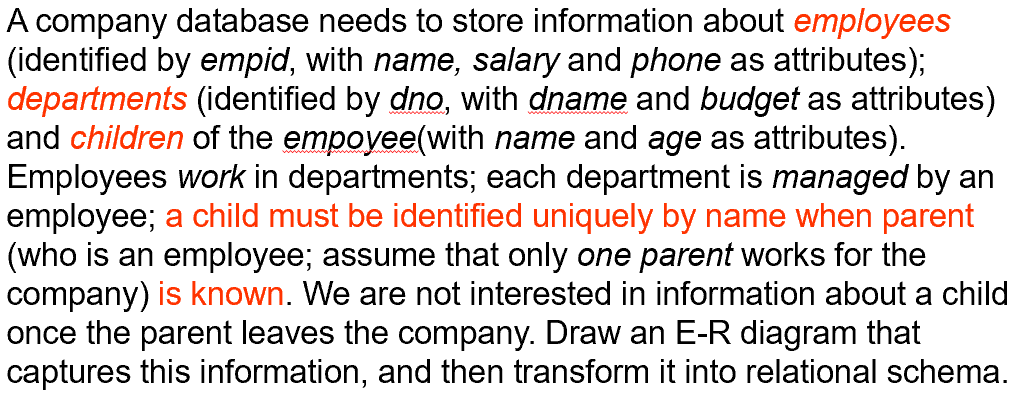 A company database needs to store information about employees
(identified by empid, with name, salary and phone as attributes);
departments (identified by dno, with dname and budget as attributes)
and children of the empoyee(with name and age as attributes).
Employees work in departments; each department is managed by an
employee; a child must be identified uniquely by name when parent
(who is an employee; assume that only one parent works for the
company) is known. We are not interested in information about a child
once the parent leaves the company. Draw an E-R diagram that
captures this information, and then transform it into relational schema.